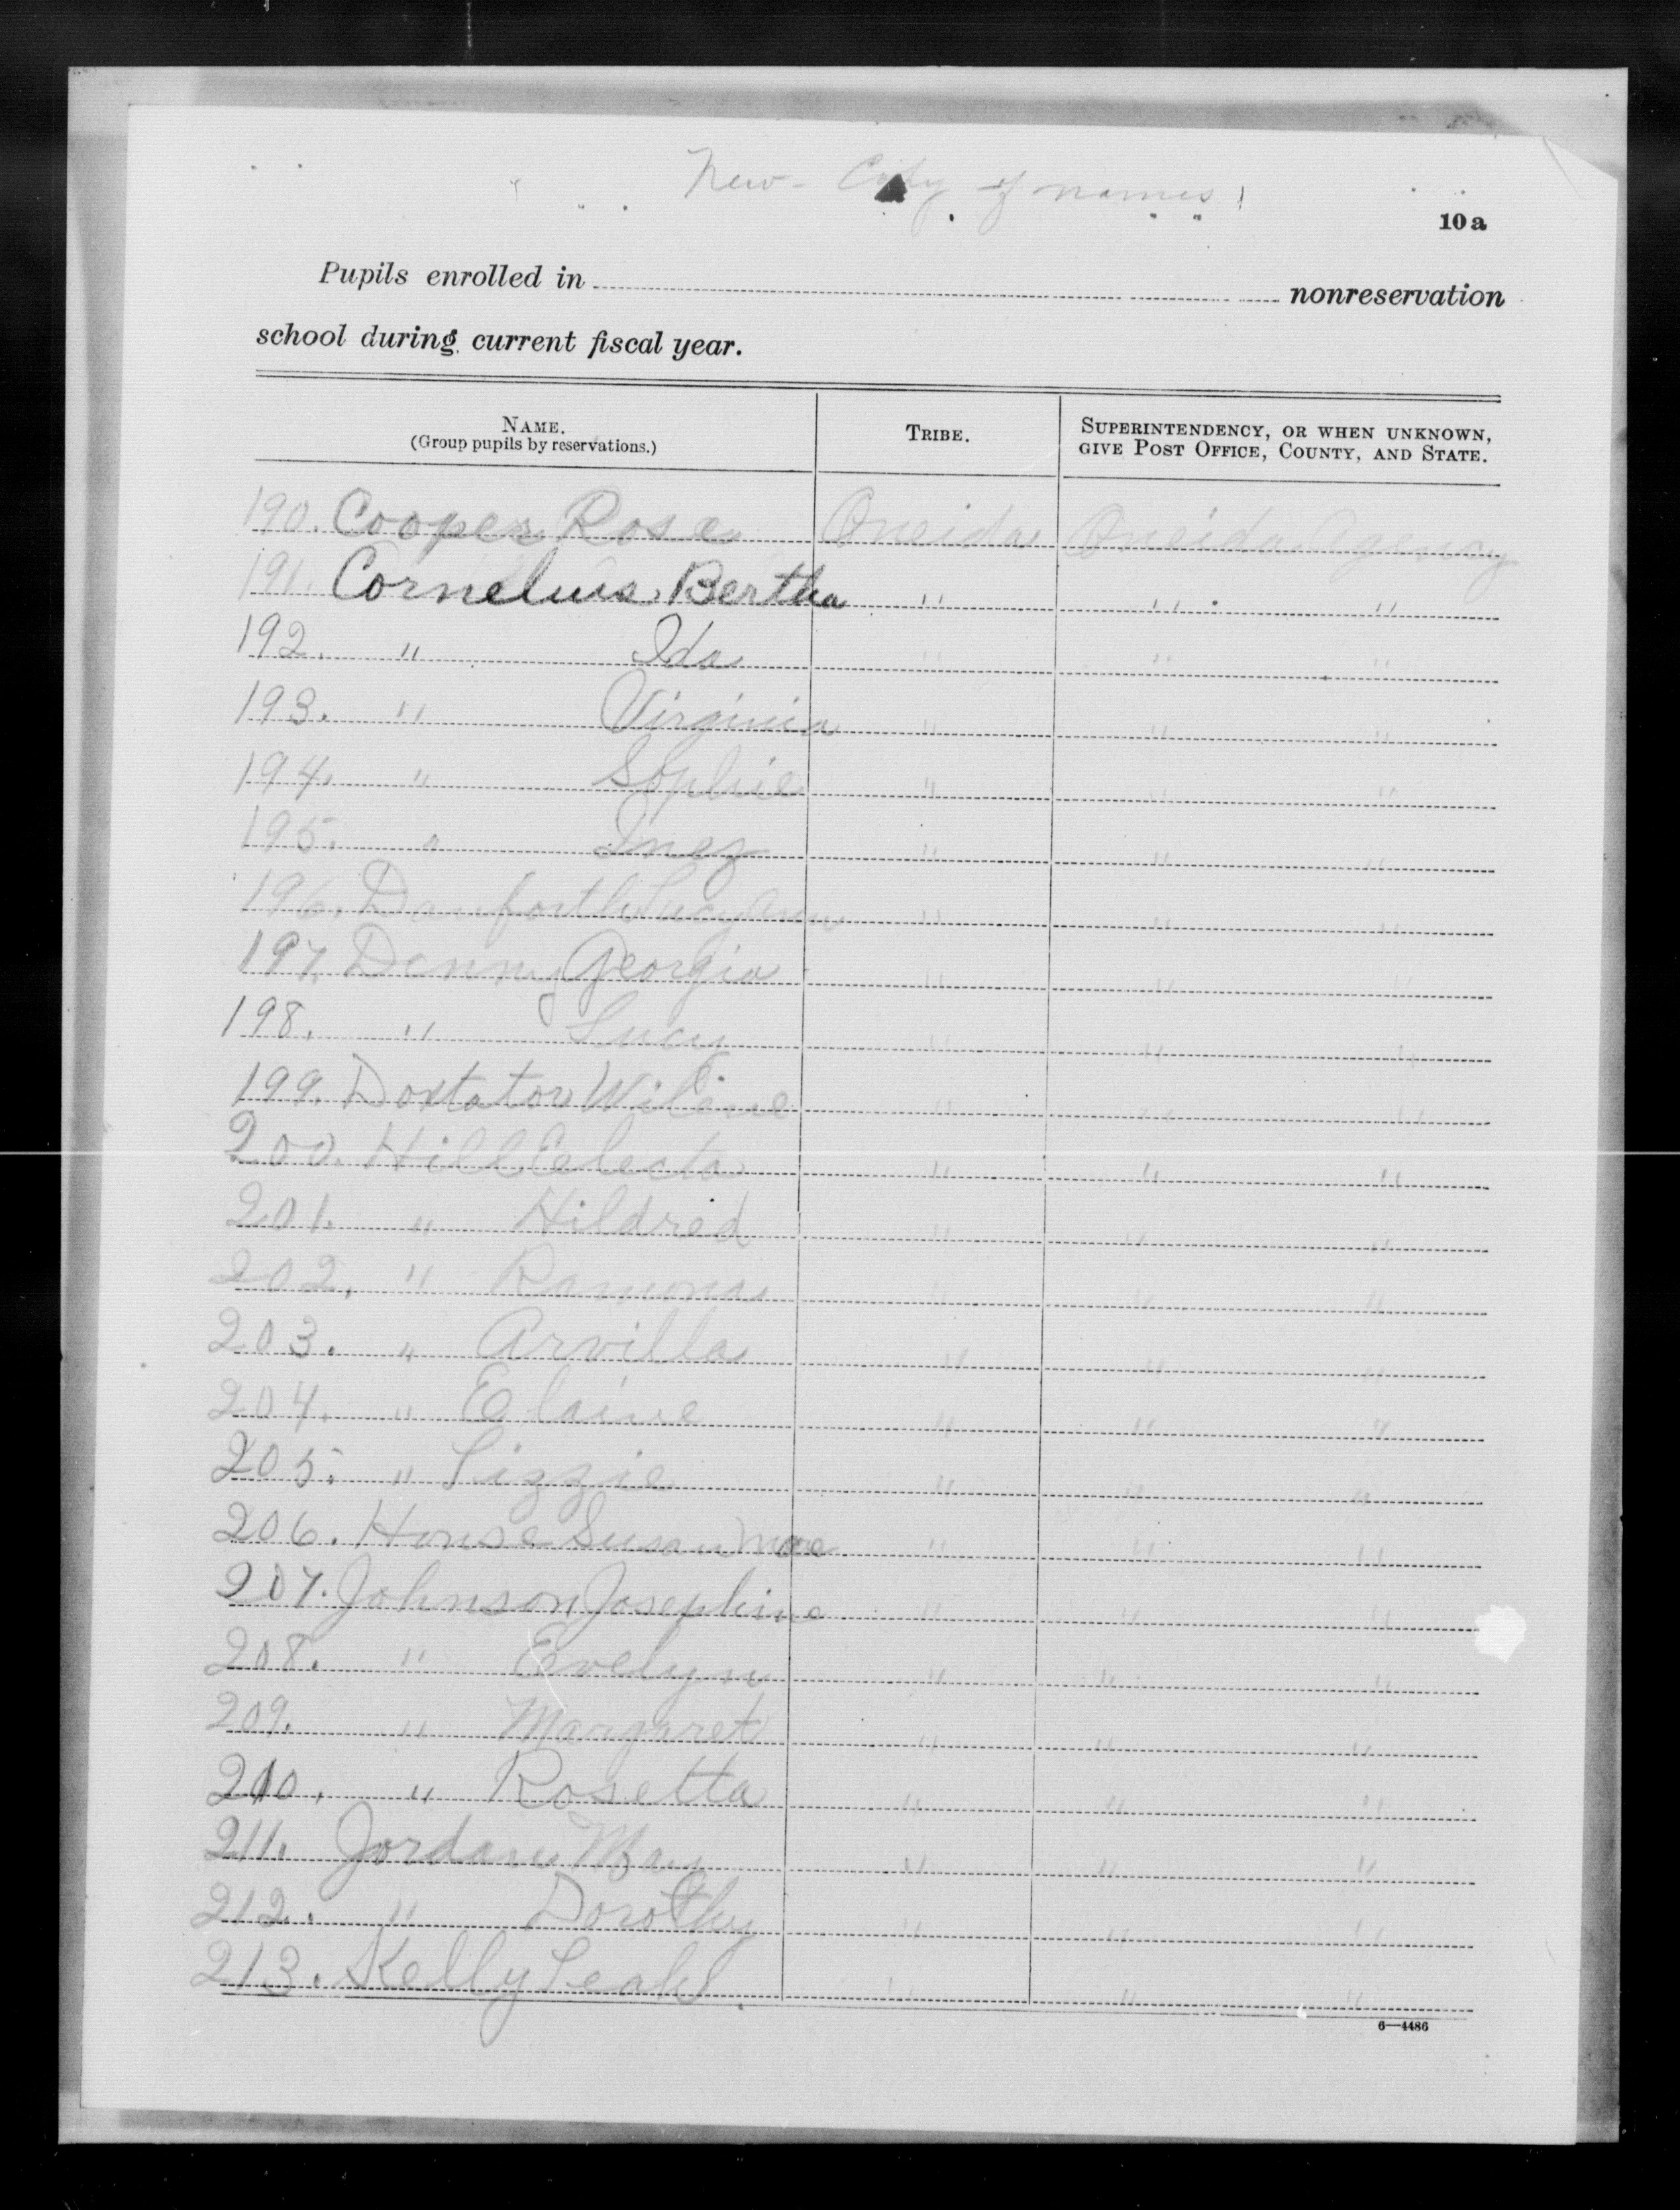 New - Copy of names
10a
Pupils enrolled in nonreservation
school during current fiscal year.
NAME. TRIBE. SUPERINTENDENCY, OR WHEN UNKNOWN,
(Group pupils by reservations.) GIVE POST OFFICE, COUNTY, AND STATE.
190. Cooper Rose Oneida Oneida Agency
191. Cornelius, Bertha " " "
192. " Ida " " "
193. " Virginia " " "
194. " Sophie " " "
195. " Inez " " "
196. Danforth Lucy Ann " " "
197. Denny Georgia " " "
198. " Lucy " " "
199. Doxtator " " "
200. Hill Electa " " "
201. " Hildred " " "
202. " Ramona " " "
203. " Arvilla " " "
204. " Elaine " " "
205. " Lizzie " " "
206. House Susan Mae " " "
207. Johnson Josephine " " "
208. " Evelyn " " "
209. " Margaret " " "
210. " Rosetta " " "
211. Jordan May " " "
212. " Dorothy " " "
213. Kelly Leah. " " "
6—4486